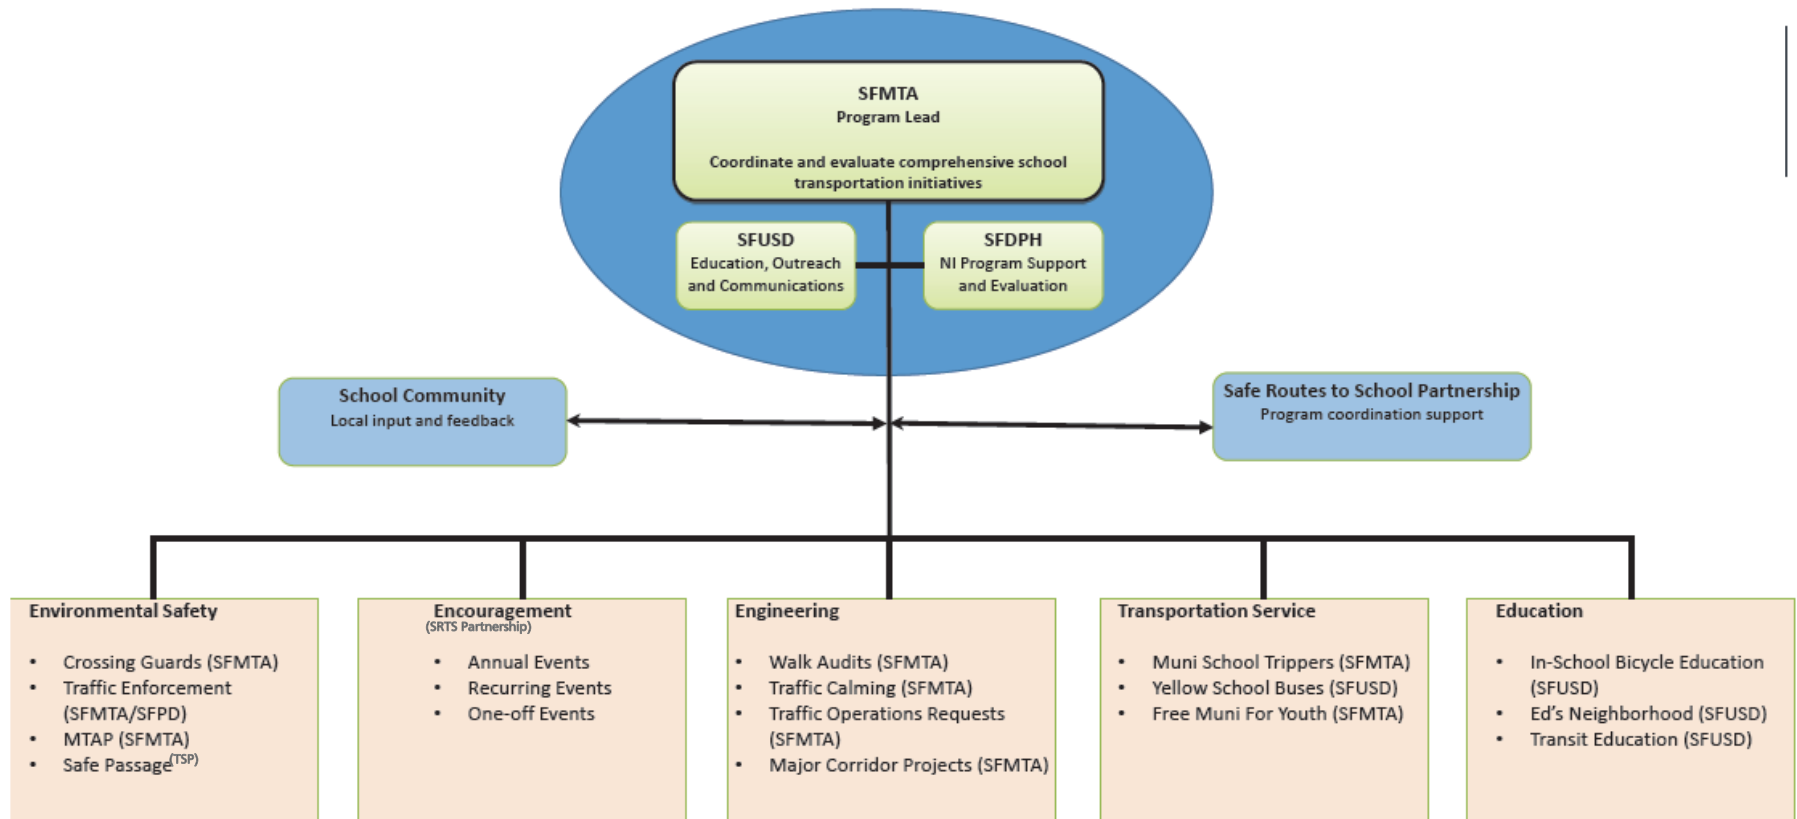 SFMTA
Program Lead
Coordinate and evaluate comprehensive school
transportation initiatives
SFUSD
Education, Outreach
and Communications
SFDPH
NI Program Support
and Evaluation
School Community
Local input and feedback
Safe Routes to School Partnership
Program coordination support
Environmental Safety
• Crossing Guards (SFMTA)
• Traffic Enforcement
(SFMTA/SFPD)
• MTAP (SFMTA)
• Safe Passage(TSP)
Encouragement
(SRTS Partnership)
• Annual Events
• Recurring Events
• One-off Events
Engineering
• Walk Audits (SFMTA)
• Traffic Calming (SFMTA)
• Traffic Operations Requests
(SFMTA)
• Major Corridor Projects (SFMTA)
Transportation Service
• Muni School Trippers (SFMTA)
• Yellow School Buses (SFUSD)
• Free Muni For Youth (SFMTA)
Education
• In-School Bicycle Education
(SFUSD)
• Ed's Neighborhood (SFUSD)
• Transit Education (SFUSD)